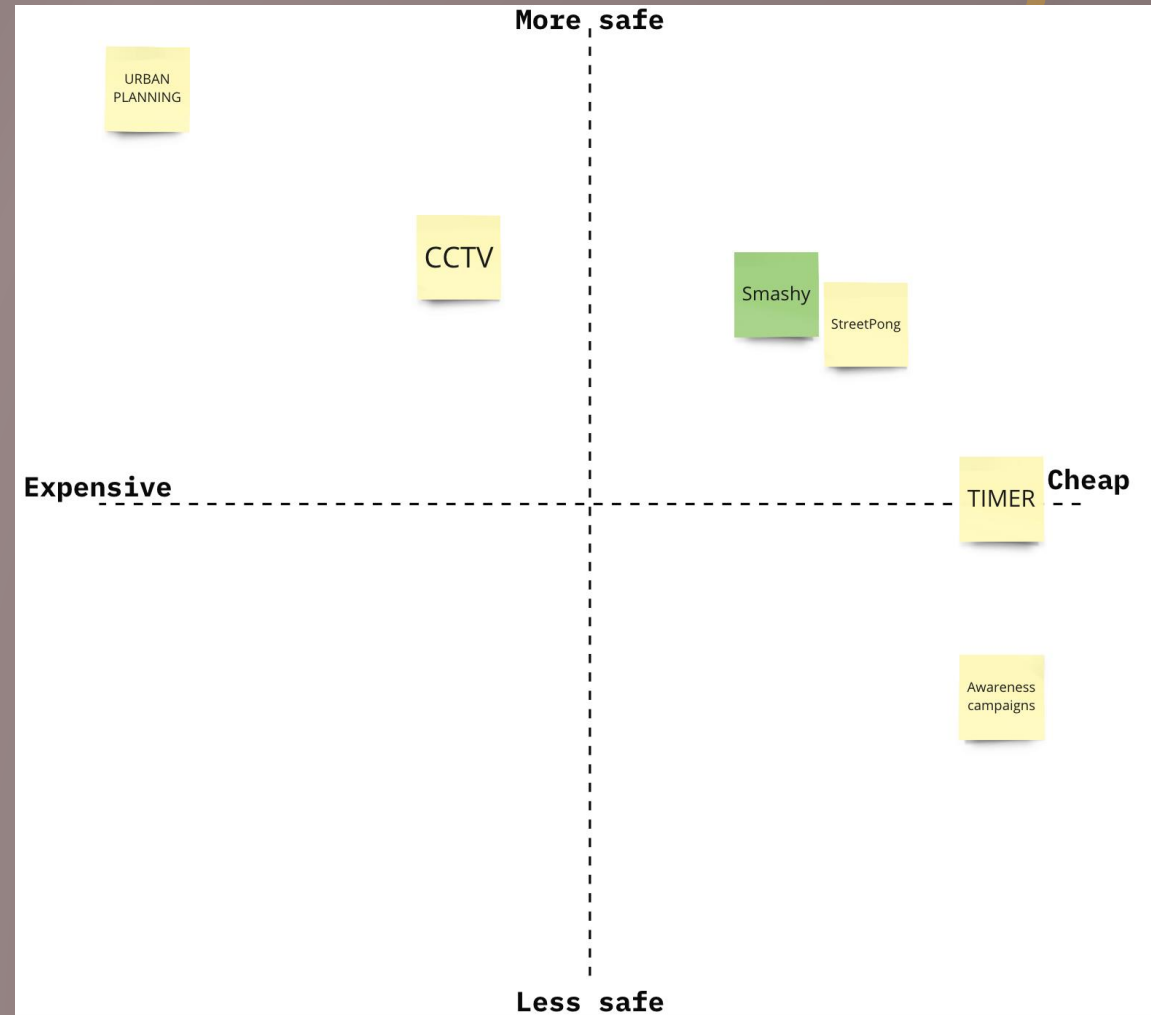 More safe
URBAN
PLANNING
CCTV
Smashy
StreetPong
Expensive
Cheap
TIMER
Awareness
campaigns
Less safe